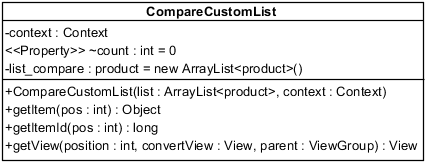 CompareCustomList
-context : Context
<<Property>> ~count : int = 0
-list_compare : product = new ArrayList<product>()
+CompareCustomList(list : ArrayList<product>, context : Context)
+getItem(pos : int) : Object
+getItemId(pos : int) : long
+getView(position : int, convertView : View, parent : ViewGroup) : View